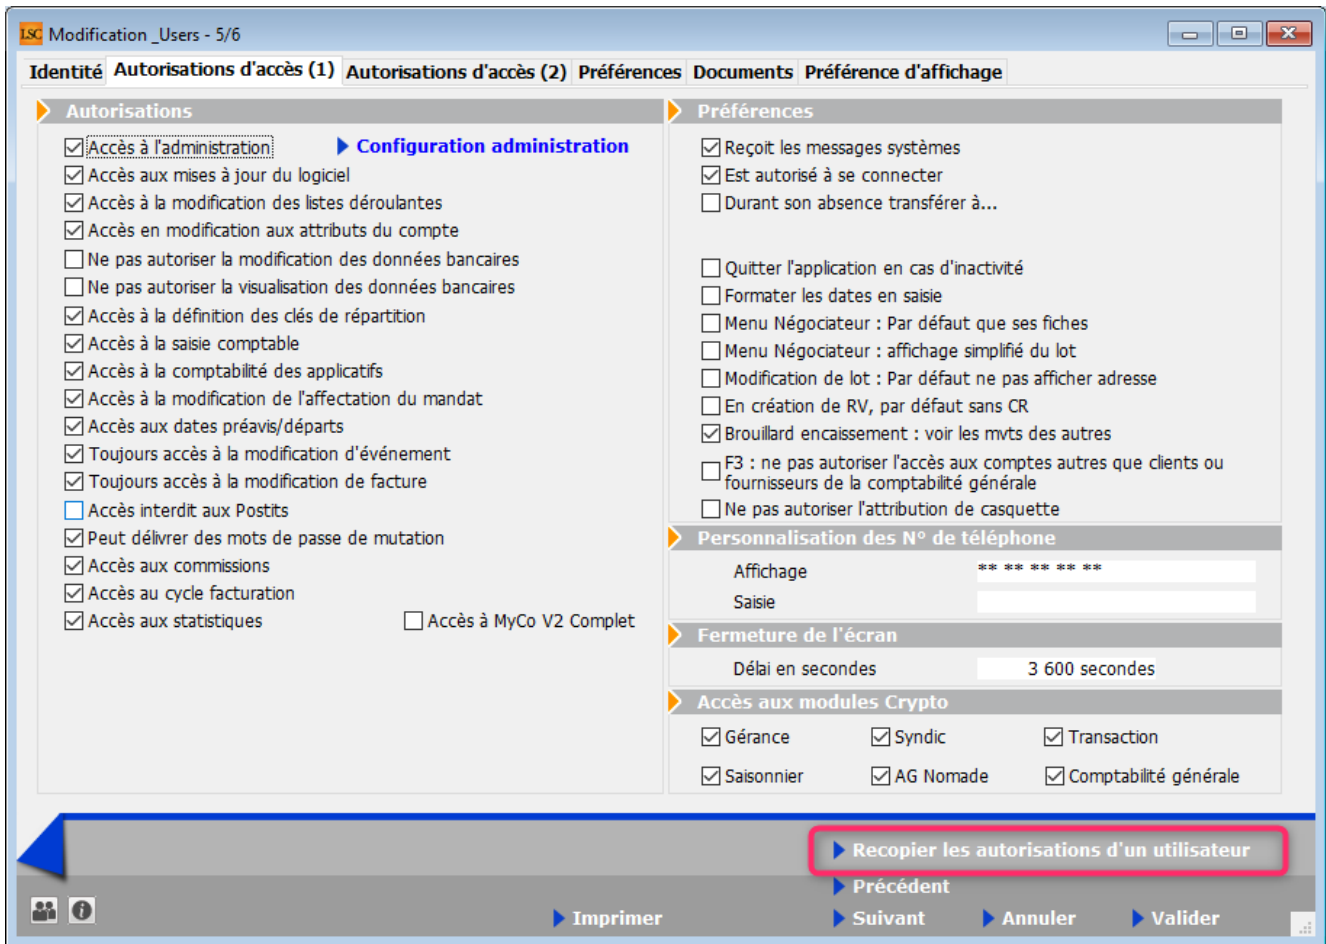 LSC Modification _Users - 5/6
Identité Autorisations d'accès (1) Autorisations d'accès (2) Préférences Documents Préférence d'affichage
Autorisations
Accès à l'administration Configuration administration
Accès aux mises à jour du logiciel
Accès à la modification des listes déroulantes
Accès en modification aux attributs du compte
Ne pas autoriser la modification des données bancaires
Ne pas autoriser la visualisation des données bancaires
Accès à la définition des clés de répartition
Accès à la saisie comptable
Accès à la comptabilité des applicatifs
Accès à la modification de l'affectation du mandat
Accès aux dates préavis/départs
Toujours accès à la modification d'événement
Toujours accès à la modification de facture
Accès interdit aux Postits
Peut délivrer des mots de passe de mutation
Accès aux commissions
Accès au cycle facturation
Accès aux statistiques Accès à MyCo V2 Complet
Préférences
Reçoit les messages systèmes
Est autorisé à se connecter
Durant son absence transférer à...
Quitter l'application en cas d'inactivité
Formater les dates en saisie
Menu Négociateur : Par défaut que ses fiches
Menu Négociateur : affichage simplifié du lot
Modification de lot : Par défaut ne pas afficher adresse
En création de RV, par défaut sans CR
Brouillard encaissement : voir les mvts des autres
F3 : ne pas autoriser l'accès aux comptes autres que clients ou
fournisseurs de la comptabilité générale
Ne pas autoriser l'attribution de casquette
Personnalisation des N° de téléphone
Affichage ** ** ** ** **
Saisie
Fermeture de l'écran
Délai en secondes 3 600 secondes
Accès aux modules Crypto
Gérance Syndic Transaction
Saisonnier AG Nomade Comptabilité générale
Recopier les autorisations d'un utilisateur
Précédent
Imprimer Suivant Annuler Valider